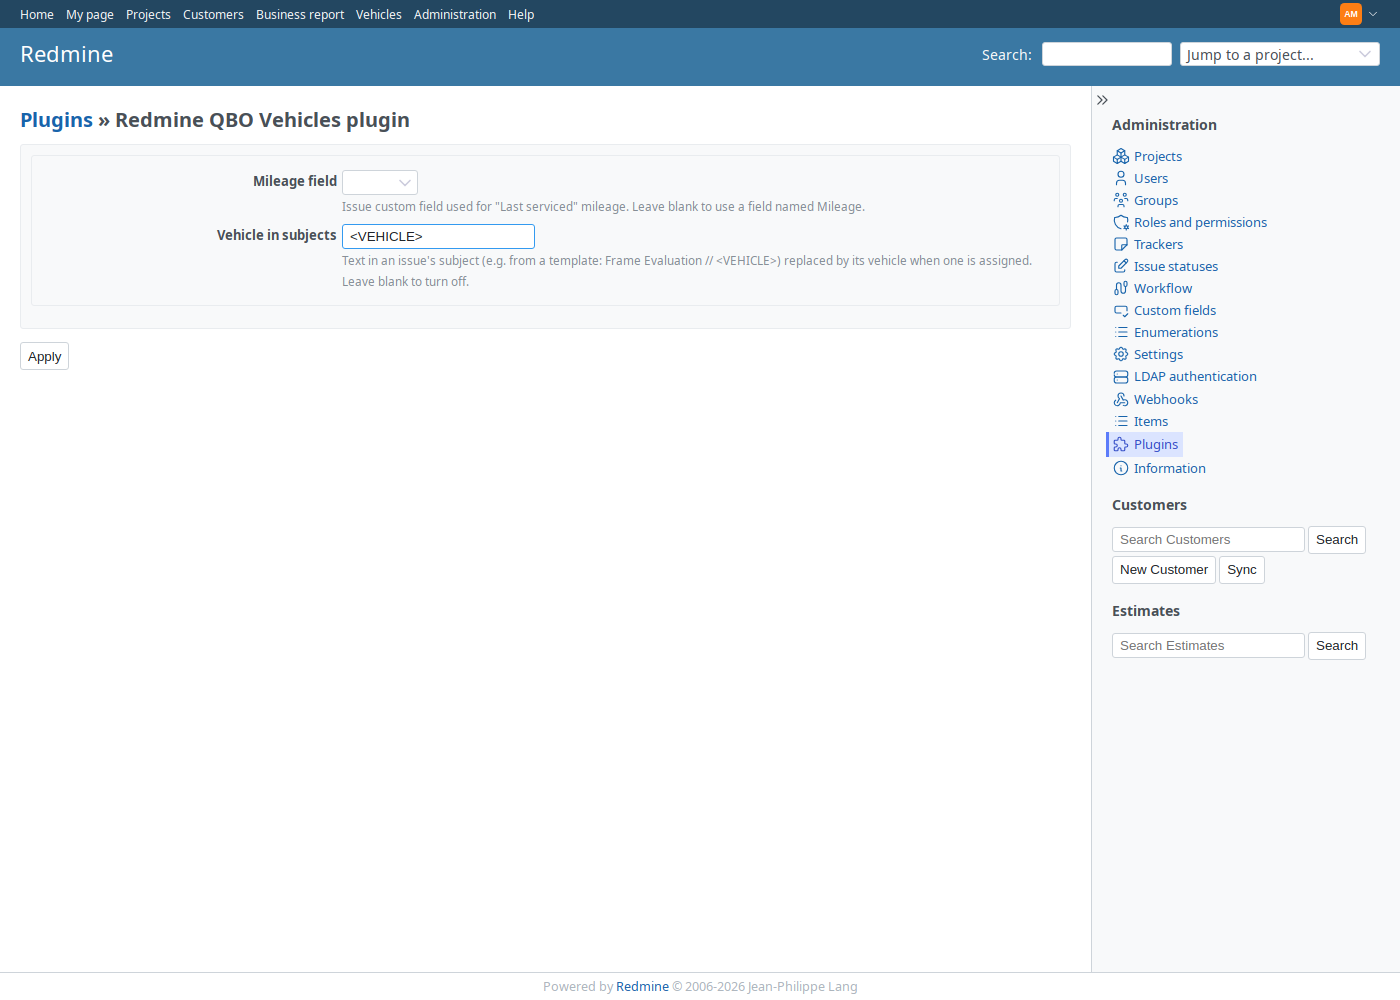 Home My page Projects Customers Business report Vehicles Administration Help AM
Redmine Search: Jump to a project...
Plugins » Redmine QBO Vehicles plugin
Mileage field
Issue custom field used for "Last serviced" mileage. Leave blank to use a field named Mileage.
Vehicle in subjects <VEHICLE>
Text in an issue's subject (e.g. from a template: Frame Evaluation // <VEHICLE>) replaced by its vehicle when one is assigned.
Leave blank to turn off.
Apply
Administration
Projects
Users
Groups
Roles and permissions
Trackers
Issue statuses
Workflow
Custom fields
Enumerations
Settings
LDAP authentication
Webhooks
Items
Plugins
Information
Customers
Search Customers Search
New Customer Sync
Estimates
Search Estimates Search
Powered by Redmine © 2006-2026 Jean-Philippe Lang